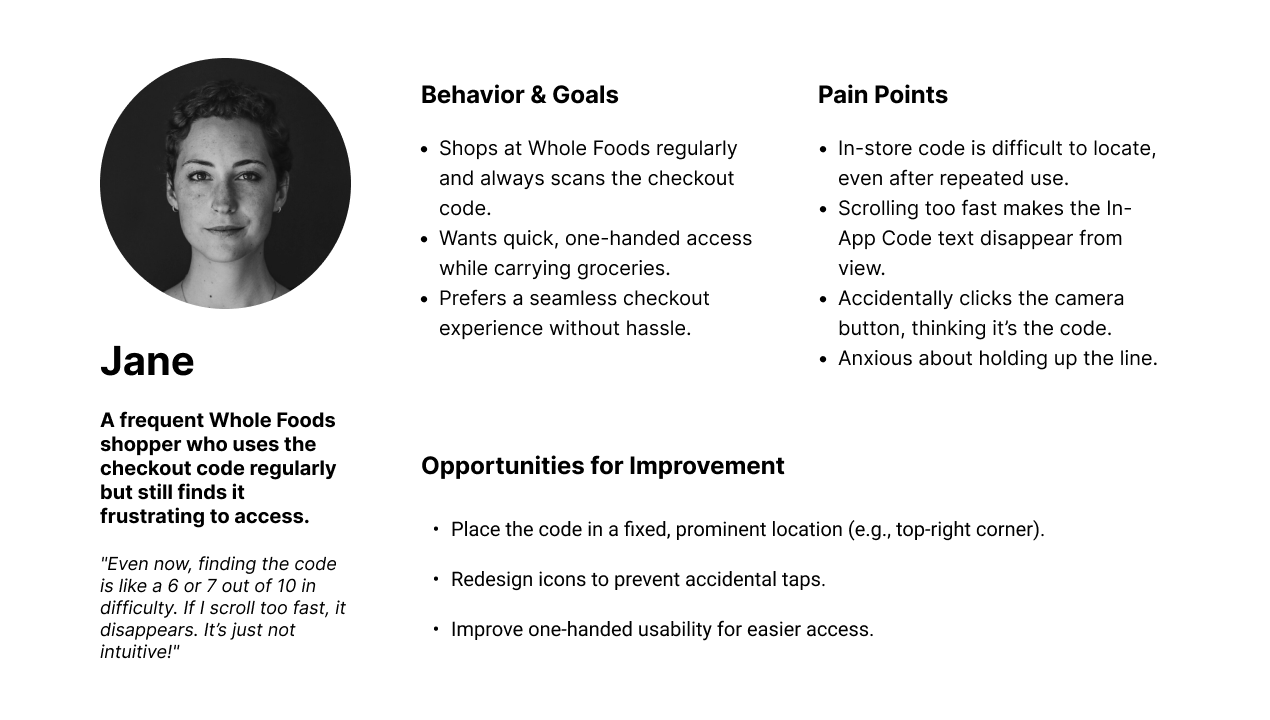 Jane
A frequent Whole Foods
shopper who uses the
checkout code regularly
but still finds it
frustrating to access.
"Even now, finding the code
is like a 6 or 7 out of 10 in
difficulty. If I scroll too fast, it
disappears. It’s just not
intuitive!"
Behavior & Goals
• Shops at Whole Foods regularly
and always scans the checkout
code.
• Wants quick, one-handed access
while carrying groceries.
• Prefers a seamless checkout
experience without hassle.
Pain Points
• In-store code is difficult to locate,
even after repeated use.
• Scrolling too fast makes the In-
App Code text disappear from
view.
• Accidentally clicks the camera
button, thinking it’s the code.
• Anxious about holding up the line.
Opportunities for Improvement
• Place the code in a fixed, prominent location (e.g., top-right corner).
• Redesign icons to prevent accidental taps.
• Improve one-handed usability for easier access.